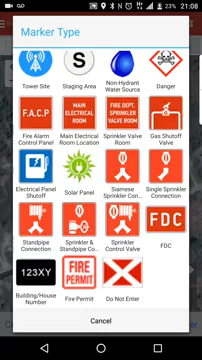 23% 21:08
Marker Type
S
Tower Site
Staging Area
Non-Hydrant
Water Source
Danger
F.A.C.P
MAIN
ELECTRICAL
ROOM
FIRE DEPT.
SPRINKLER
VALVE ROOM
Fire Alarm
Control Panel
Main Electrical
Room Location
Sprinkler Valve
Room
Gas Shutoff
Valve
Electrical Panel
Shutoff
Solar Panel
Siamese
Sprinkler Con...
Single Sprinkler
Connection
FDC
Standpipe
Connection
Sprinkler &
Standpipe Co...
Sprinkler
Control Valve
FDC
123XY
FIRE
PERMIT
Building/House
Number
Fire Permit
Do Not Enter
Cancel